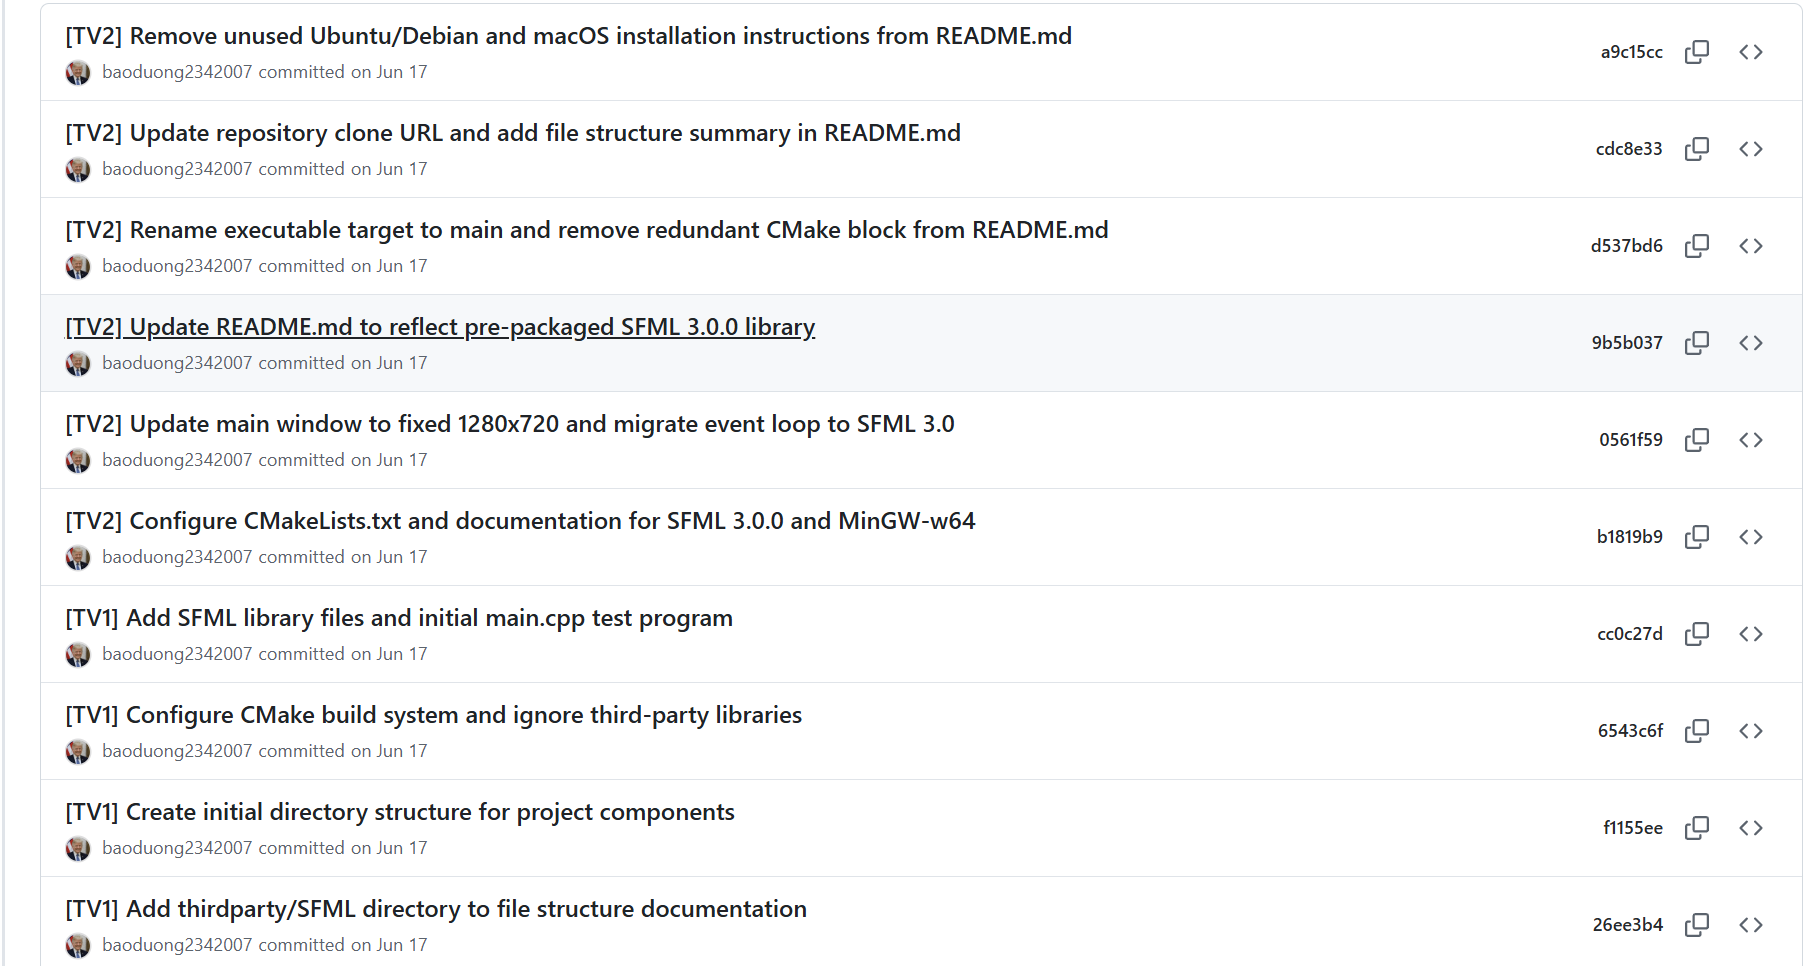 [TV2] Remove unused Ubuntu/Debian and macOS installation instructions from README.md
baoduong2342007 committed on Jun 17
a9c15cc
[TV2] Update repository clone URL and add file structure summary in README.md
baoduong2342007 committed on Jun 17
cdc8e33
[TV2] Rename executable target to main and remove redundant CMake block from README.md
baoduong2342007 committed on Jun 17
d537bd6
[TV2] Update README.md to reflect pre-packaged SFML 3.0.0 library
baoduong2342007 committed on Jun 17
9b5b037
[TV2] Update main window to fixed 1280x720 and migrate event loop to SFML 3.0
baoduong2342007 committed on Jun 17
0561f59
[TV2] Configure CMakeLists.txt and documentation for SFML 3.0.0 and MinGW-w64
baoduong2342007 committed on Jun 17
b1819b9
[TV1] Add SFML library files and initial main.cpp test program
baoduong2342007 committed on Jun 17
cc0c27d
[TV1] Configure CMake build system and ignore third-party libraries
baoduong2342007 committed on Jun 17
6543c6f
[TV1] Create initial directory structure for project components
baoduong2342007 committed on Jun 17
f1155ee
[TV1] Add thirdparty/SFML directory to file structure documentation
baoduong2342007 committed on Jun 17
26ee3b4